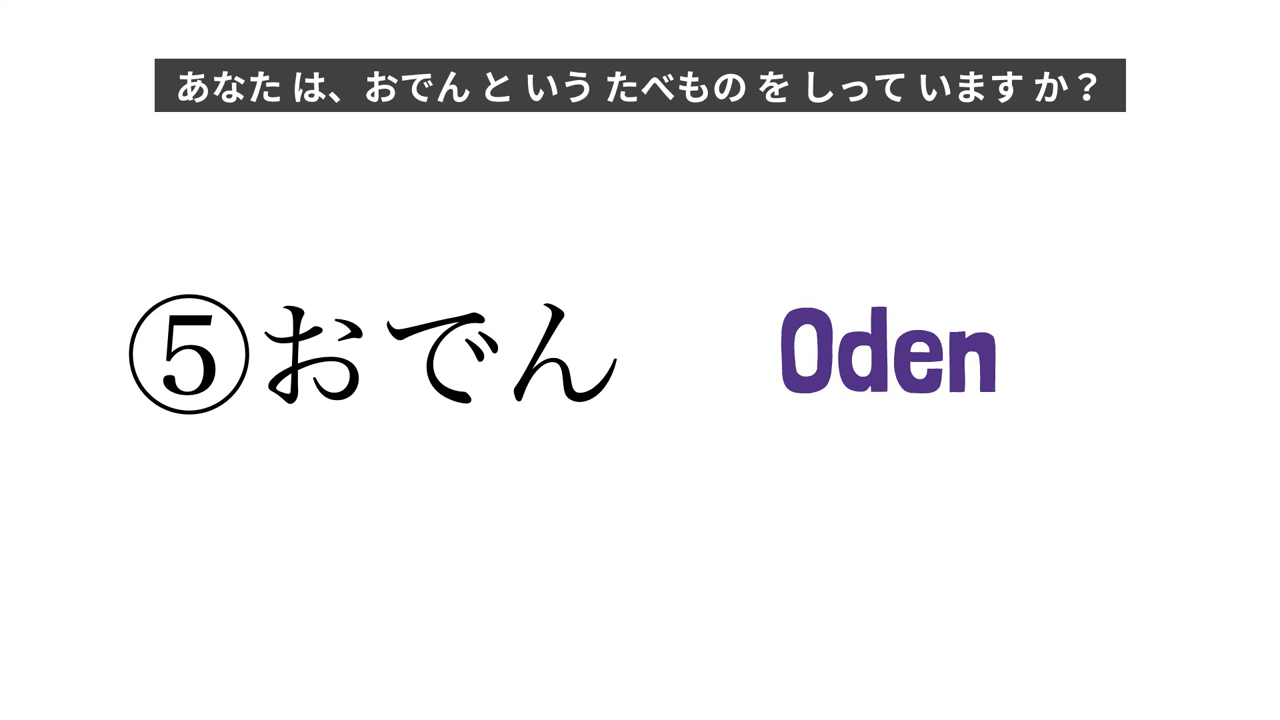 あなた は、おでん と いう たべもの を しって います か？
⑤おでん
Oden